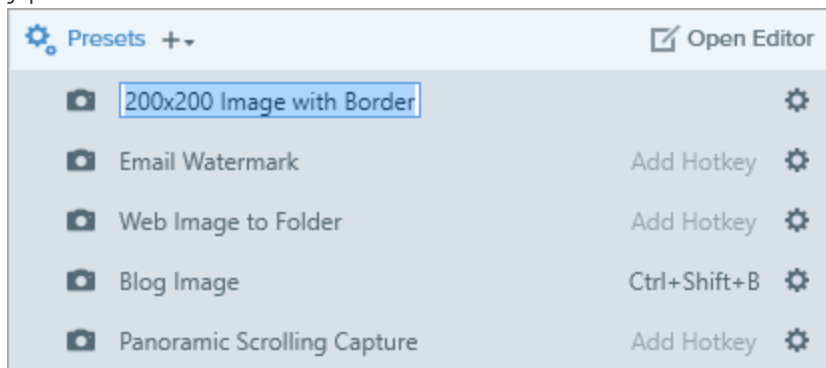 Presets + Open Editor
200x200 Image with Border
Email Watermark Add Hotkey
Web Image to Folder Add Hotkey
Blog Image Ctrl+Shift+B
Panoramic Scrolling Capture Add Hotkey